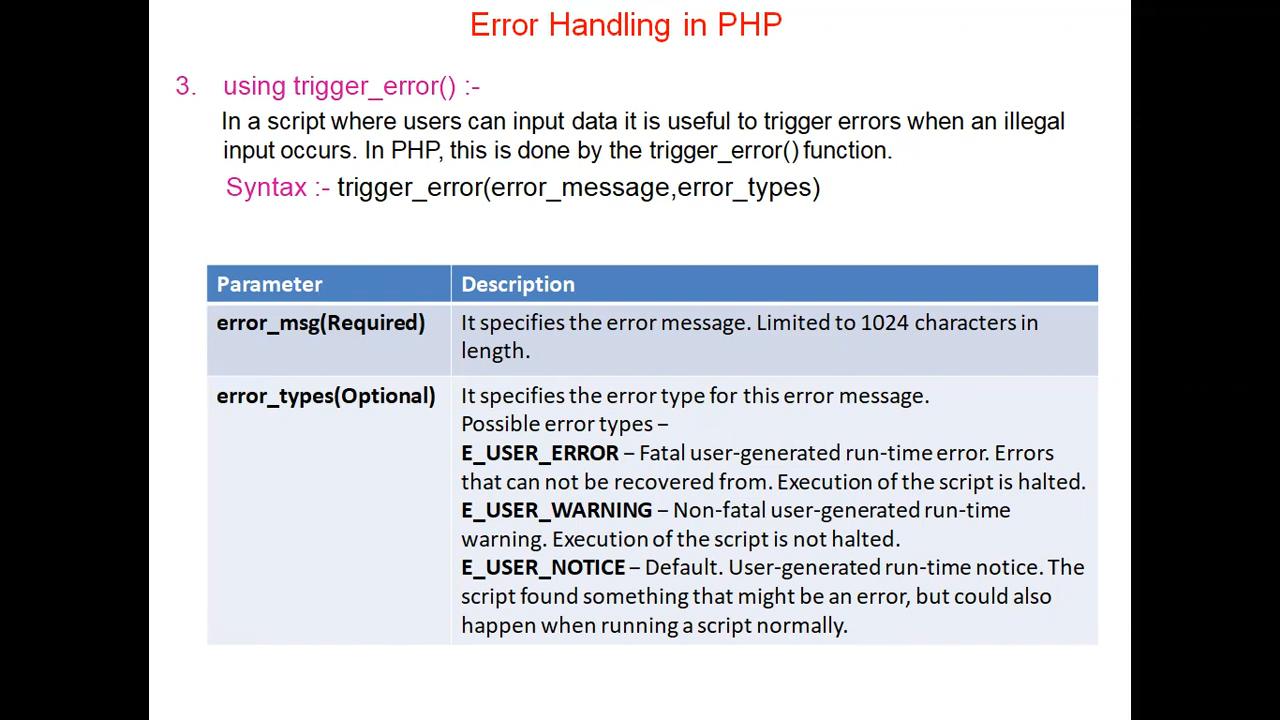 Error Handling in PHP
3. using trigger_error() :-
In a script where users can input data it is useful to trigger errors when an illegal
input occurs. In PHP, this is done by the trigger_error() function.
Syntax :- trigger_error(error_message,error_types)
Parameter Description
error_msg(Required) It specifies the error message. Limited to 1024 characters in
length.
error_types(Optional) It specifies the error type for this error message.
Possible error types –
E_USER_ERROR – Fatal user-generated run-time error. Errors
that can not be recovered from. Execution of the script is halted.
E_USER_WARNING – Non-fatal user-generated run-time
warning. Execution of the script is not halted.
E_USER_NOTICE – Default. User-generated run-time notice. The
script found something that might be an error, but could also
happen when running a script normally.